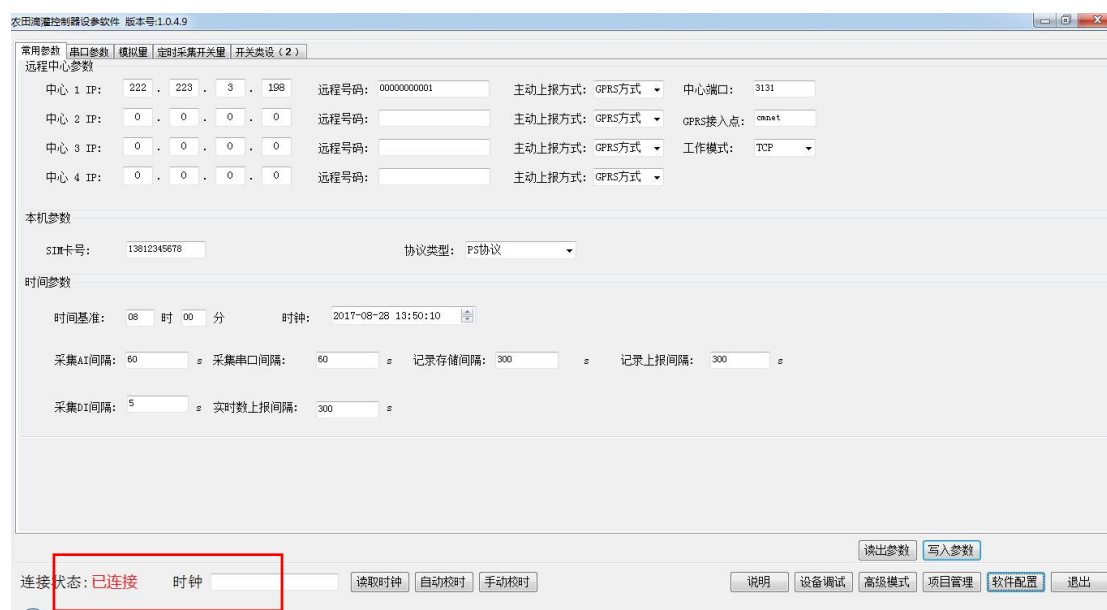 农田滴灌控制器设参软件 版本号:1.0.4.9
常用参数 串口参数 模拟量 定时采集开关量 开关类设(2)
远程中心参数
中心 1 IP: 222 . 223 . 3 . 198 远程号码: 00000000001 主动上报方式: GPRS方式 中心端口: 3131
中心 2 IP: 0 . 0 . 0 . 0 远程号码: 主动上报方式: GPRS方式 GPRS接入点: cmnet
中心 3 IP: 0 . 0 . 0 . 0 远程号码: 主动上报方式: GPRS方式 工作模式: TCP
中心 4 IP: 0 . 0 . 0 . 0 远程号码: 主动上报方式: GPRS方式
本机参数
SIM卡号: 13812345678 协议类型: PS协议
时间参数
时间基准: 08 时 00 分 时钟: 2017-08-28 13:50:10
采集AI间隔: 60 s 采集串口间隔: 60 s 记录存储间隔: 300 s 记录上报间隔: 300 s
采集DI间隔: 5 s 实时数上报间隔: 300 s
读出参数 写入参数
连接状态: 已连接 时钟 读取时钟 自动校时 手动校时 说明 设备调试 高级模式 项目管理 软件配置 退出